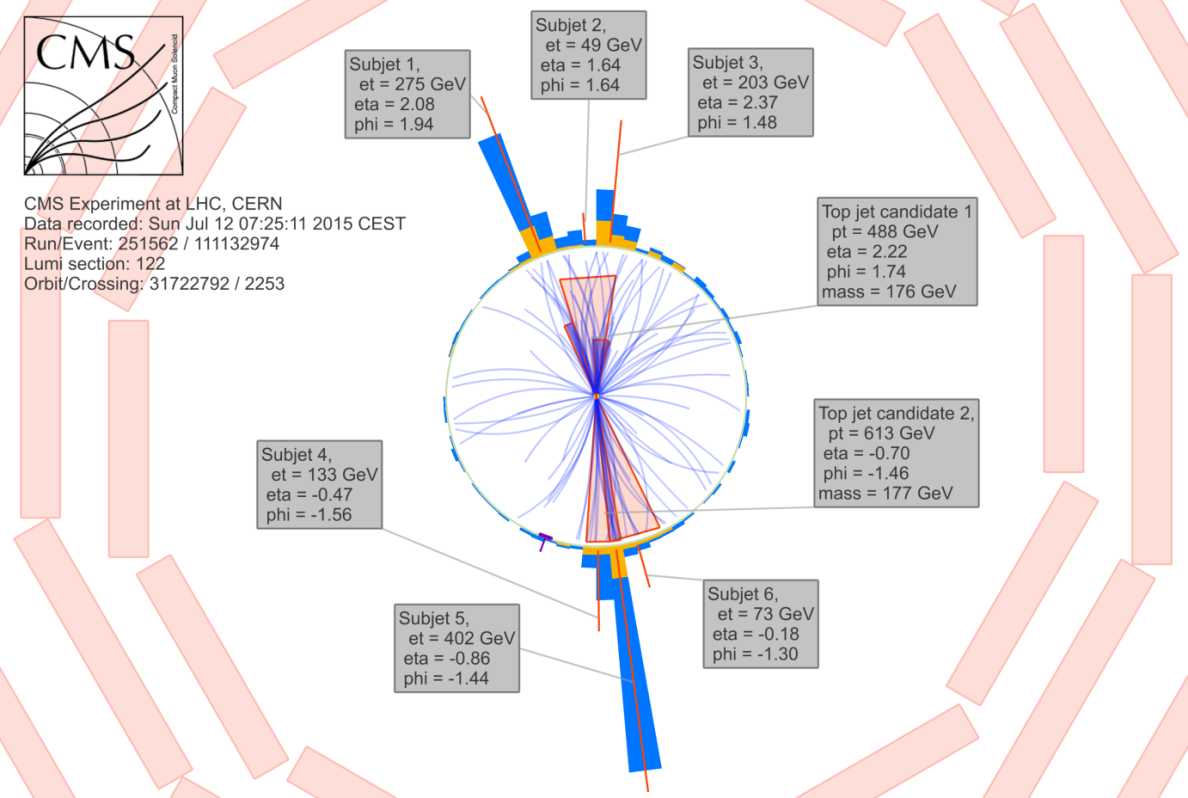 CMS
Compact Muon Solenoid
CMS Experiment at LHC, CERN
Data recorded: Sun Jul 12 07:25:11 2015 CEST
Run/Event: 251562 / 111132974
Lumi section: 122
Orbit/Crossing: 31722792 / 2253
Subjet 1,
et = 275 GeV
eta = 2.08
phi = 1.94
Subjet 2,
et = 49 GeV
eta = 1.64
phi = 1.64
Subjet 3,
et = 203 GeV
eta = 2.37
phi = 1.48
Top jet candidate 1
pt = 488 GeV
eta = 2.22
phi = 1.74
mass = 176 GeV
Top jet candidate 2,
pt = 613 GeV
eta = -0.70
phi = -1.46
mass = 177 GeV
Subjet 4,
et = 133 GeV
eta = -0.47
phi = -1.56
Subjet 5,
et = 402 GeV
eta = -0.86
phi = -1.44
Subjet 6,
et = 73 GeV
eta = -0.18
phi = -1.30